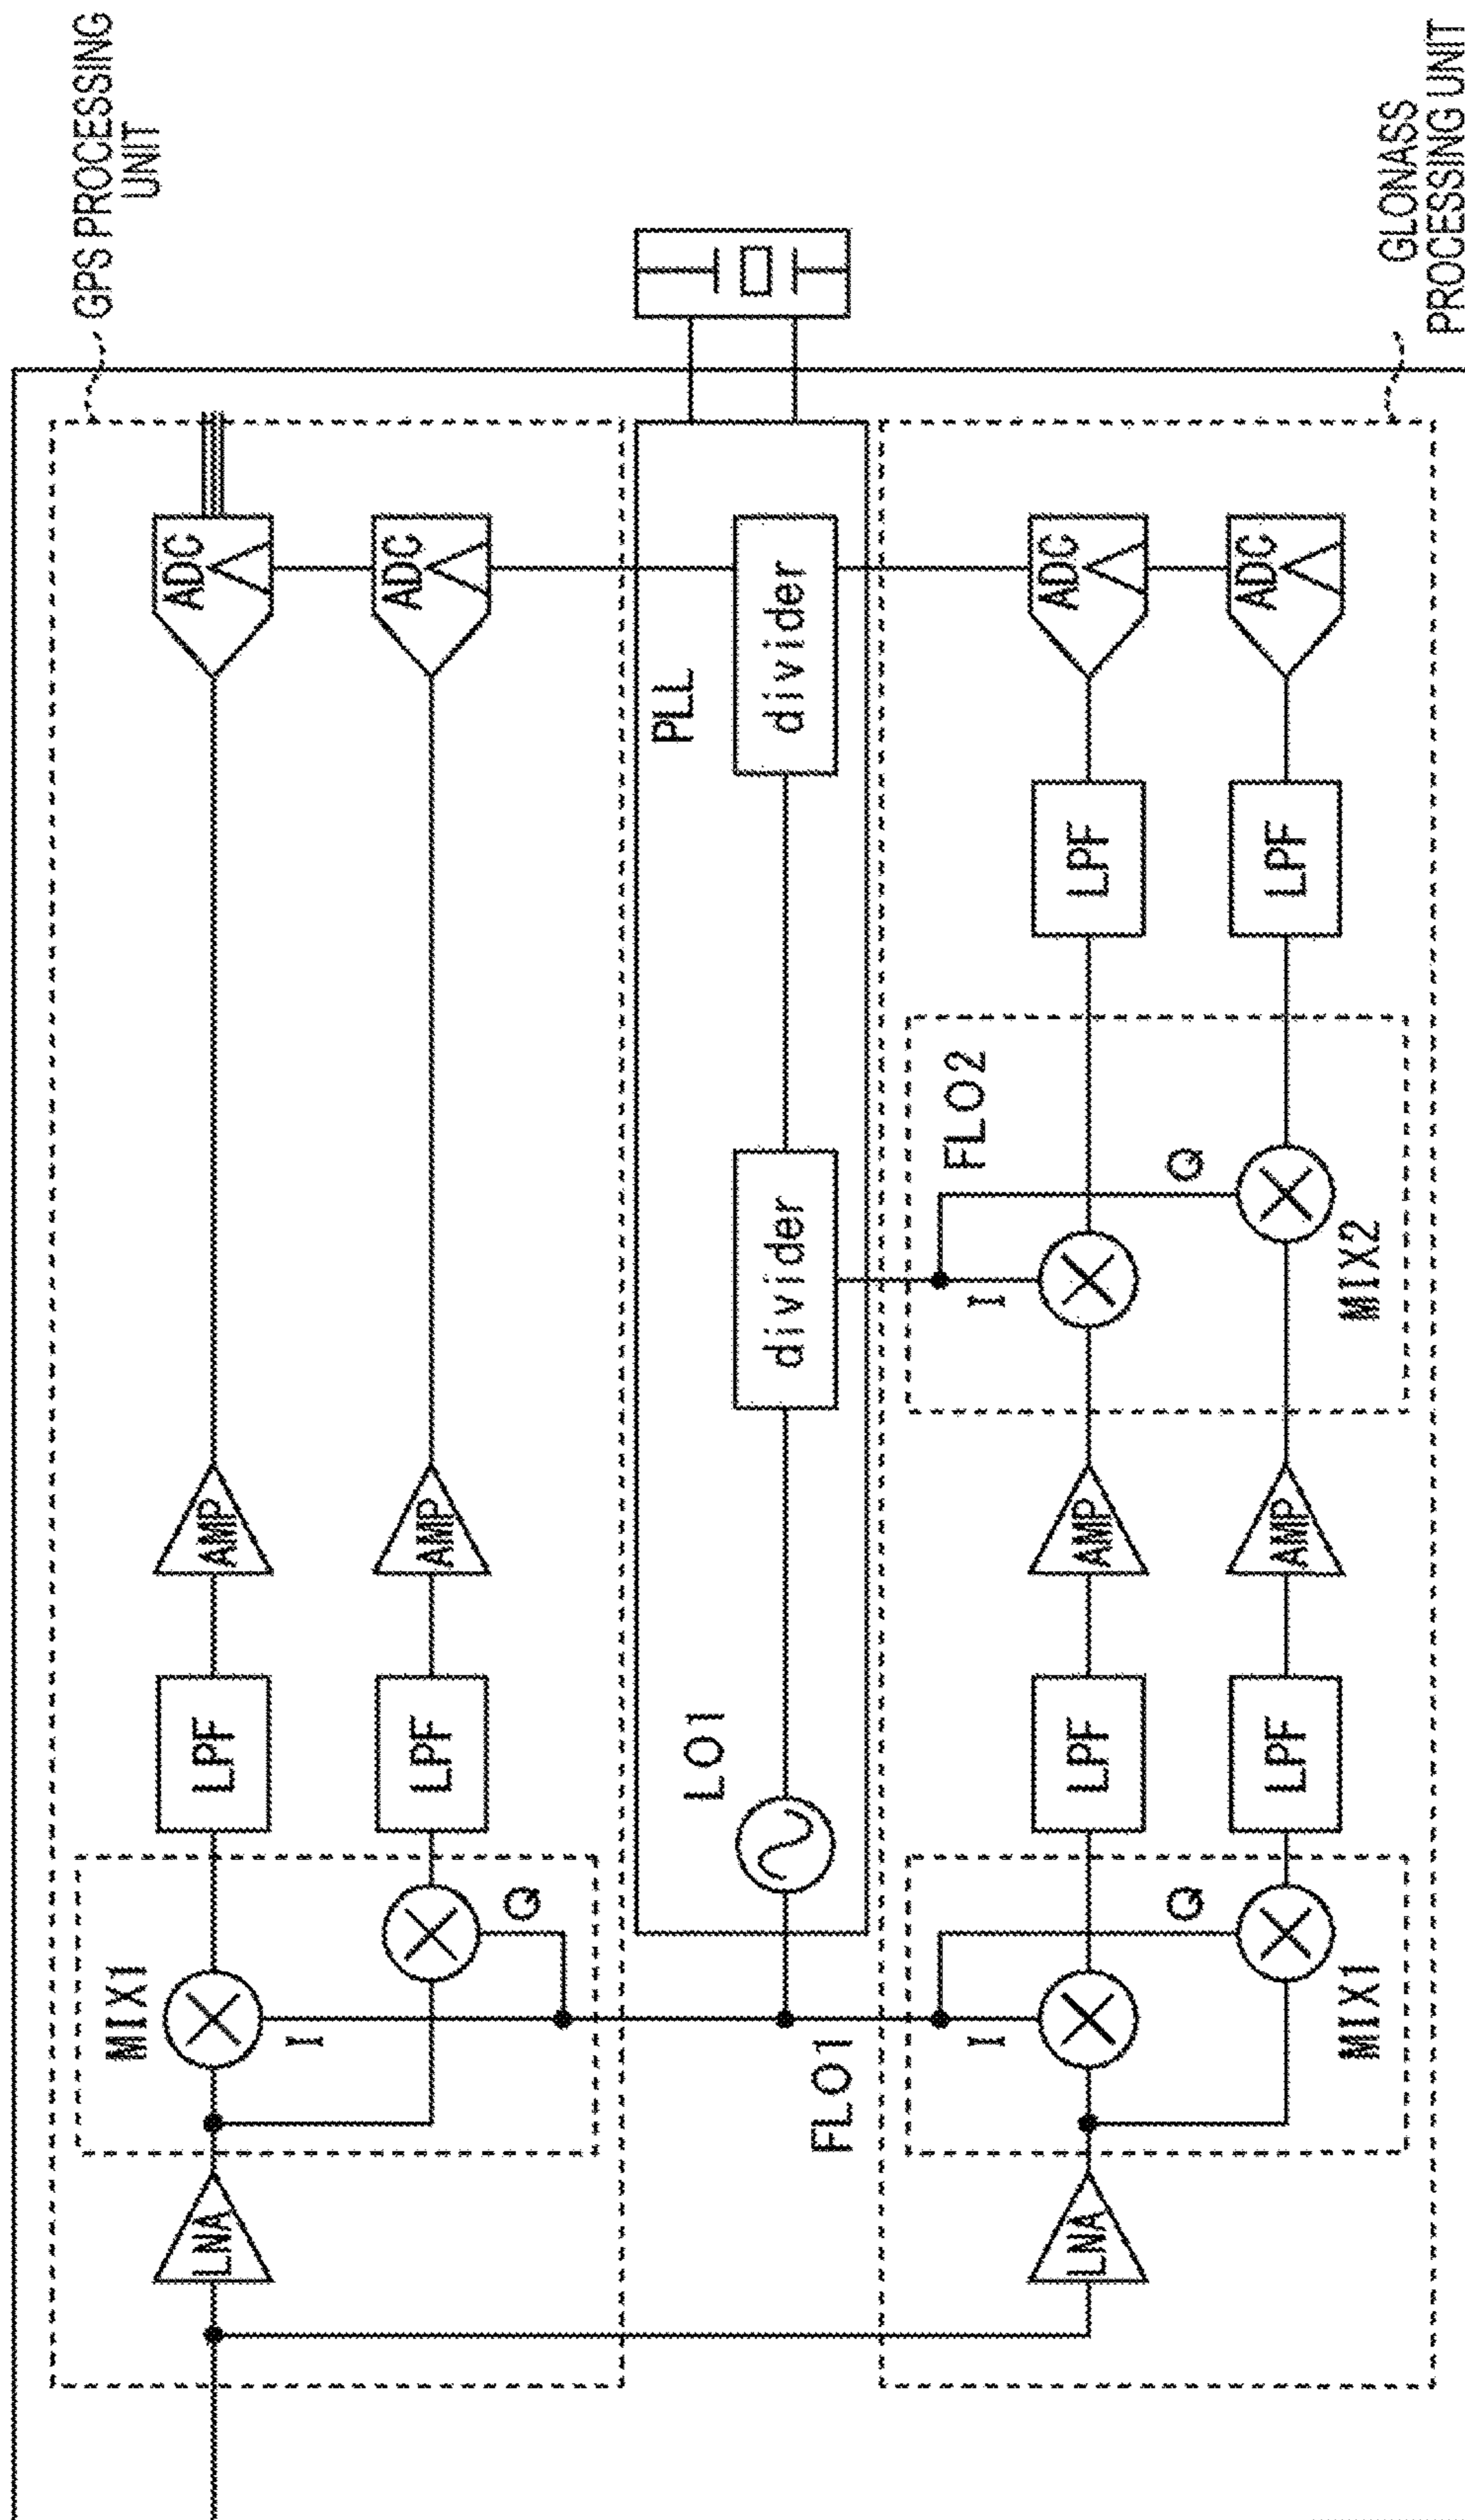 GPS PROCESSING
UNIT
MIX1
LNA
I
Q
LPF
AMP
ADC
LPF
AMP
ADC
FLO1
LO1
PLL
divider
divider
GLONASS
PROCESSING UNIT
LNA
I
Q
MIX1
LPF
AMP
I
Q
FLO2
MIX2
LPF
ADC
LPF
AMP
LPF
ADC